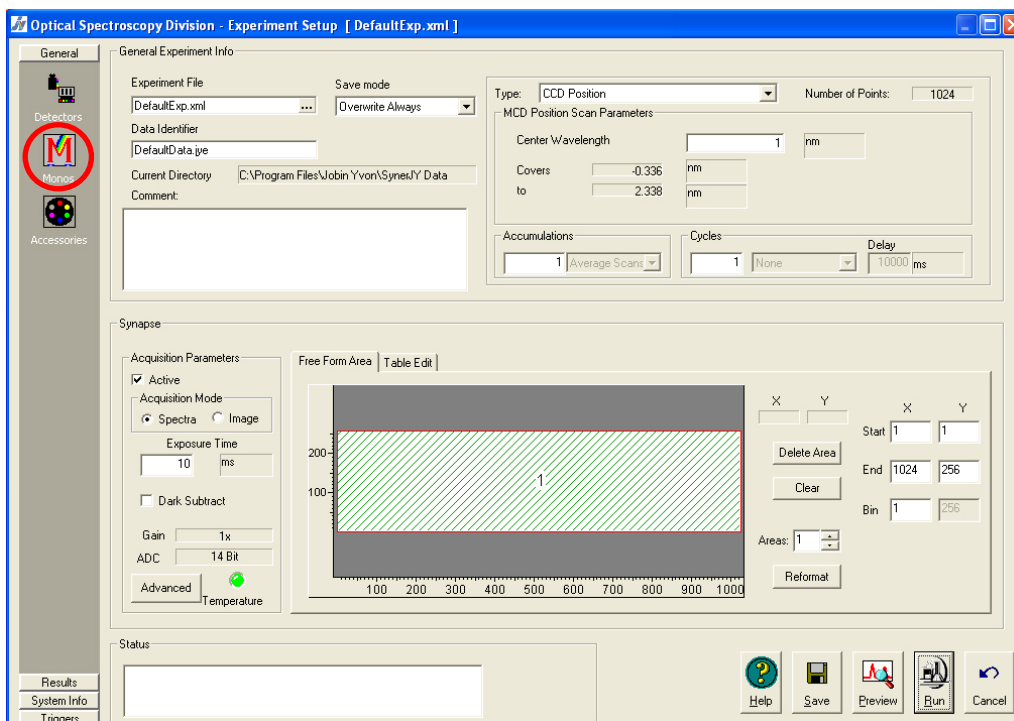 Optical Spectroscopy Division - Experiment Setup [ DefaultExp.xml ]
General
Detectors
Monos
Accessories
Results
System Info
Triggers
General Experiment Info
Experiment File
DefaultExp.xml ...
Save mode
Overwrite Always
Data Identifier
DefaultData.jye
Current Directory C:\Program Files\Jobin Yvon\SynerJY Data
Comment:
Type: CCD Position
Number of Points: 1024
MCD Position Scan Parameters
Center Wavelength 1 nm
Covers -0.336 nm
to 2.338 nm
Accumulations
1 Average Scans
Cycles
1 None
Delay
10000 ms
Synapse
Acquisition Parameters
Active
Acquisition Mode
Spectra Image
Exposure Time
10 ms
Dark Subtract
Gain 1x
ADC 14 Bit
Advanced
Temperature
Free Form Area Table Edit
200
100
1
100 200 300 400 500 600 700 800 900 1000
X Y
Delete Area
Clear
Areas: 1
Reformat
X Y
Start 1 1
End 1024 256
Bin 1 256
Status
Help
Save
Preview
Run
Cancel